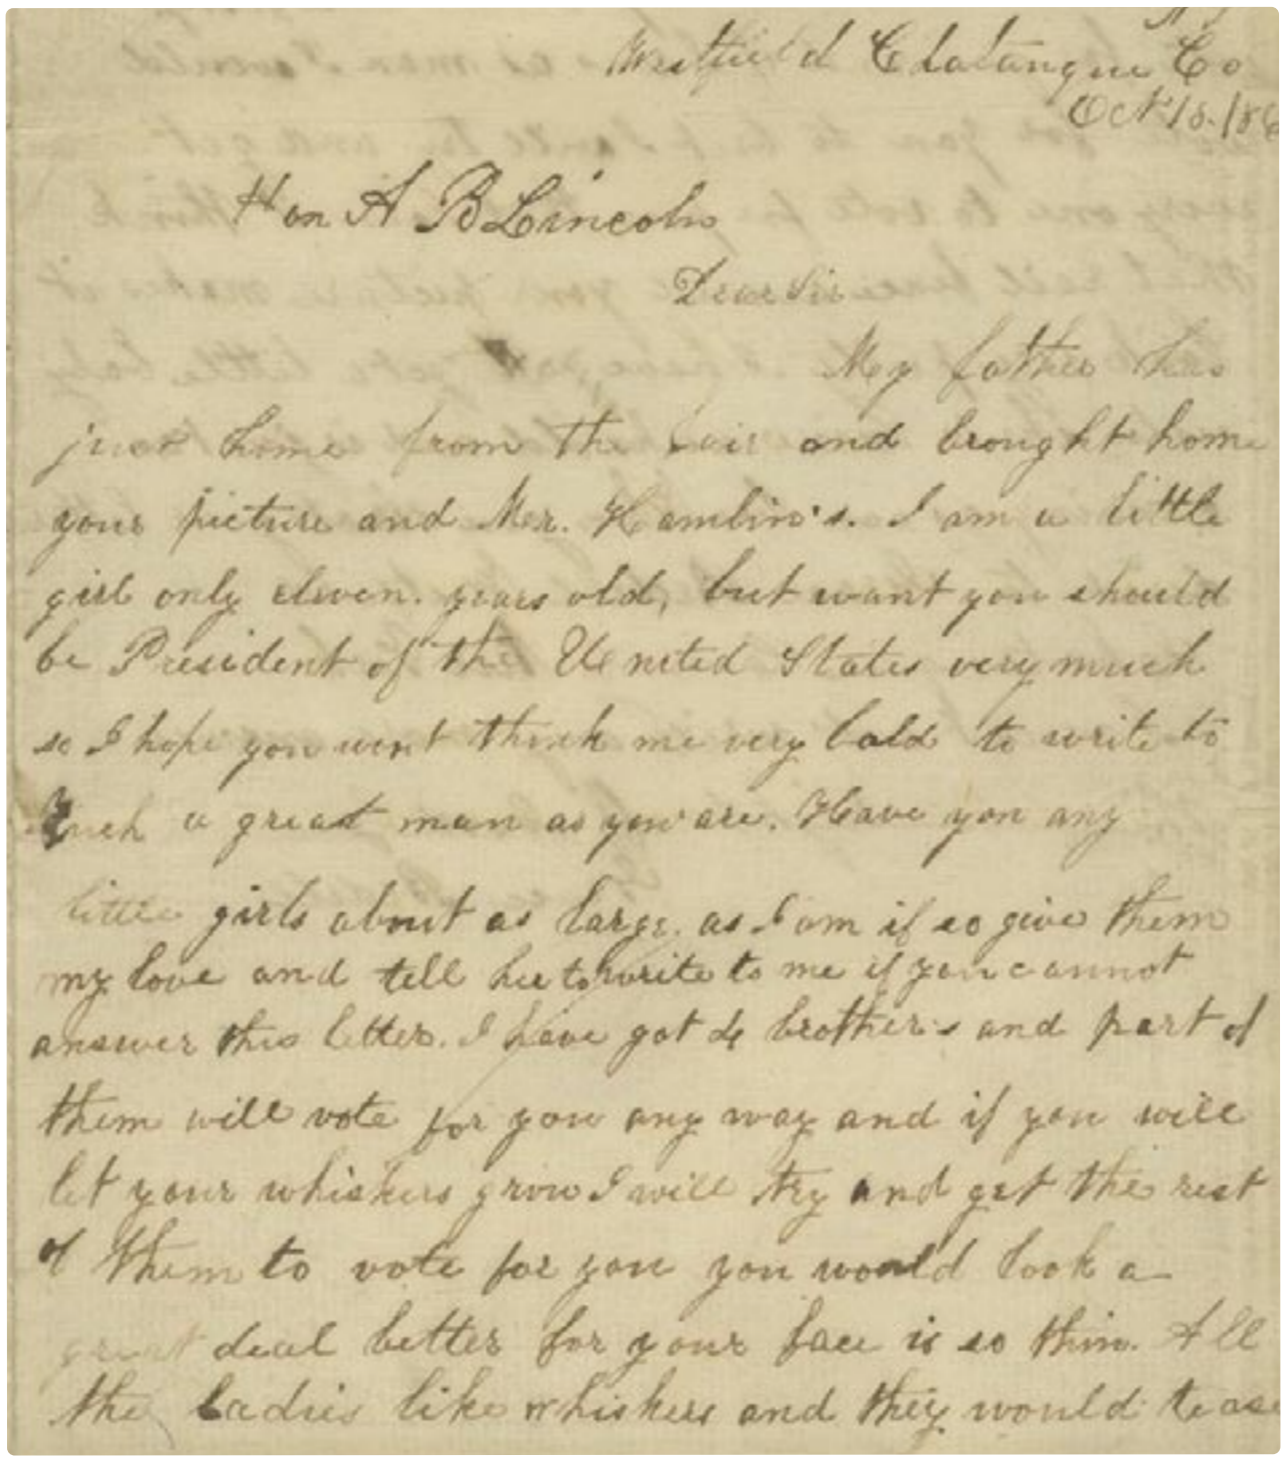 N Y
Westfield Chatauque Co
Oct 15. 186
Hon A B Lincoln
Dear Sir
My father has
just home from the fair and brought home
your picture and Mr. Hamlin's. I am a little
girl only eleven. years old, but want you should
be President of the United States very much
so I hope you wont think me very bold to write to
such a great man as you are. Have you any
little girls about as large. as I am if so give them
my love and tell her to write to me if you cannot
answer this letter. I have got 4 brother's and part of
them will vote for you any way and if you will
let your whiskers grow I will try and get the rest
of them to vote for you you would look a
great deal better for your face is so thin. All
the ladies like whiskers and they would tease